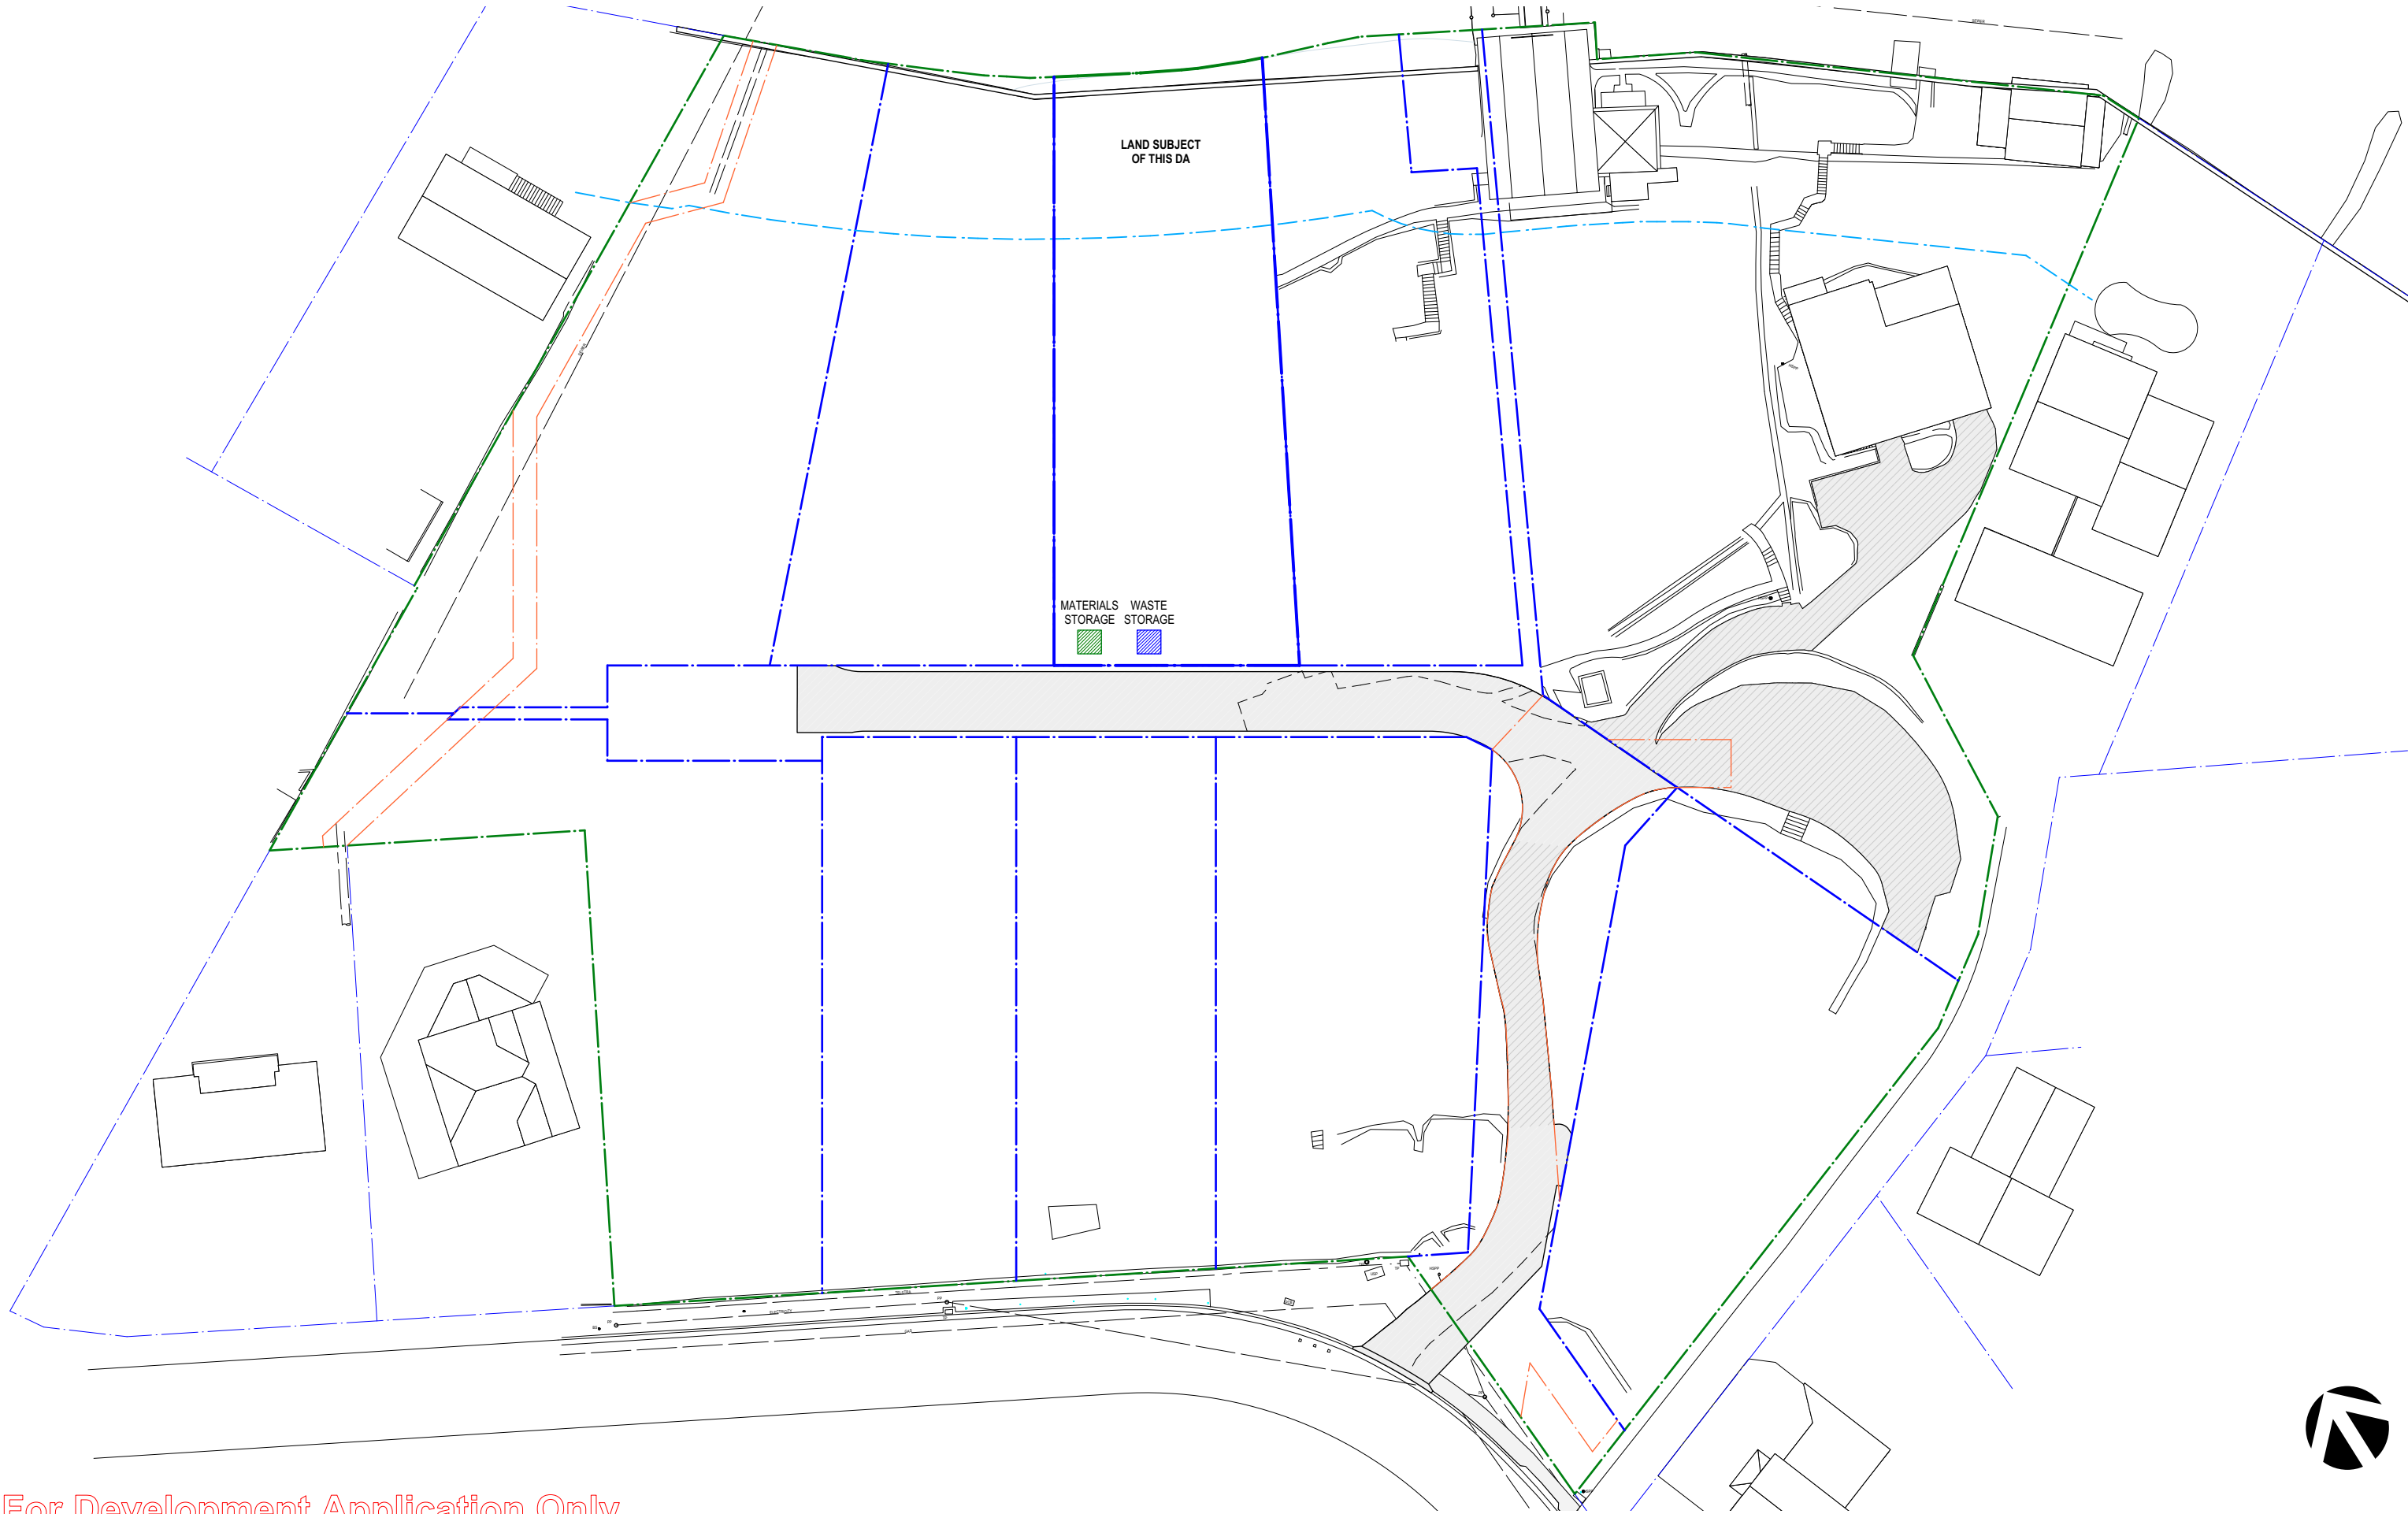 LAND SUBJECT
OF THIS DA
MATERIALS WASTE
STORAGE STORAGE
For Development Application Only